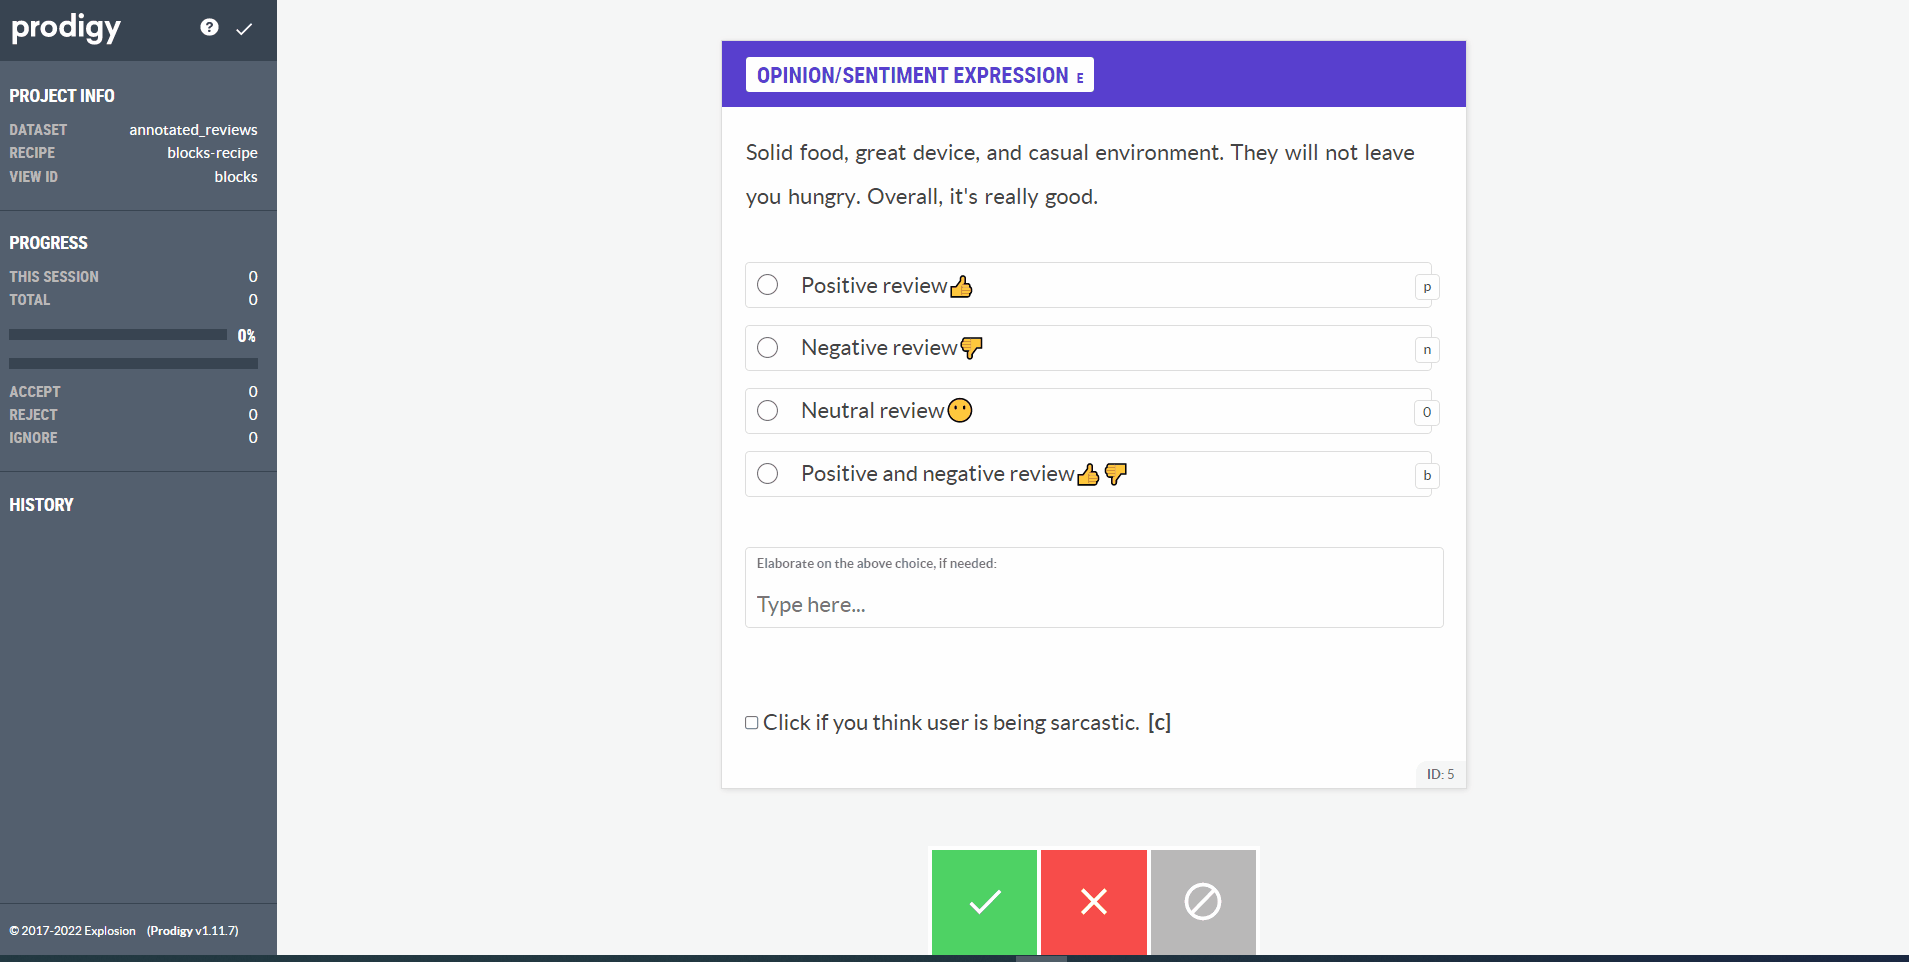 prodigy ?
PROJECT INFO
DATASET annotated_reviews
RECIPE blocks-recipe
VIEW ID blocks
PROGRESS
THIS SESSION 0
TOTAL 0
0%
ACCEPT 0
REJECT 0
IGNORE 0
HISTORY
© 2017-2022 Explosion (Prodigy v1.11.7)
OPINION/SENTIMENT EXPRESSION E
Solid food, great device, and casual environment. They will not leave
you hungry. Overall, it's really good.
Positive review👍 p
Negative review👎 n
Neutral review😶 0
Positive and negative review👍👎 b
Elaborate on the above choice, if needed:
Type here...
Click if you think user is being sarcastic. [c]
ID: 5